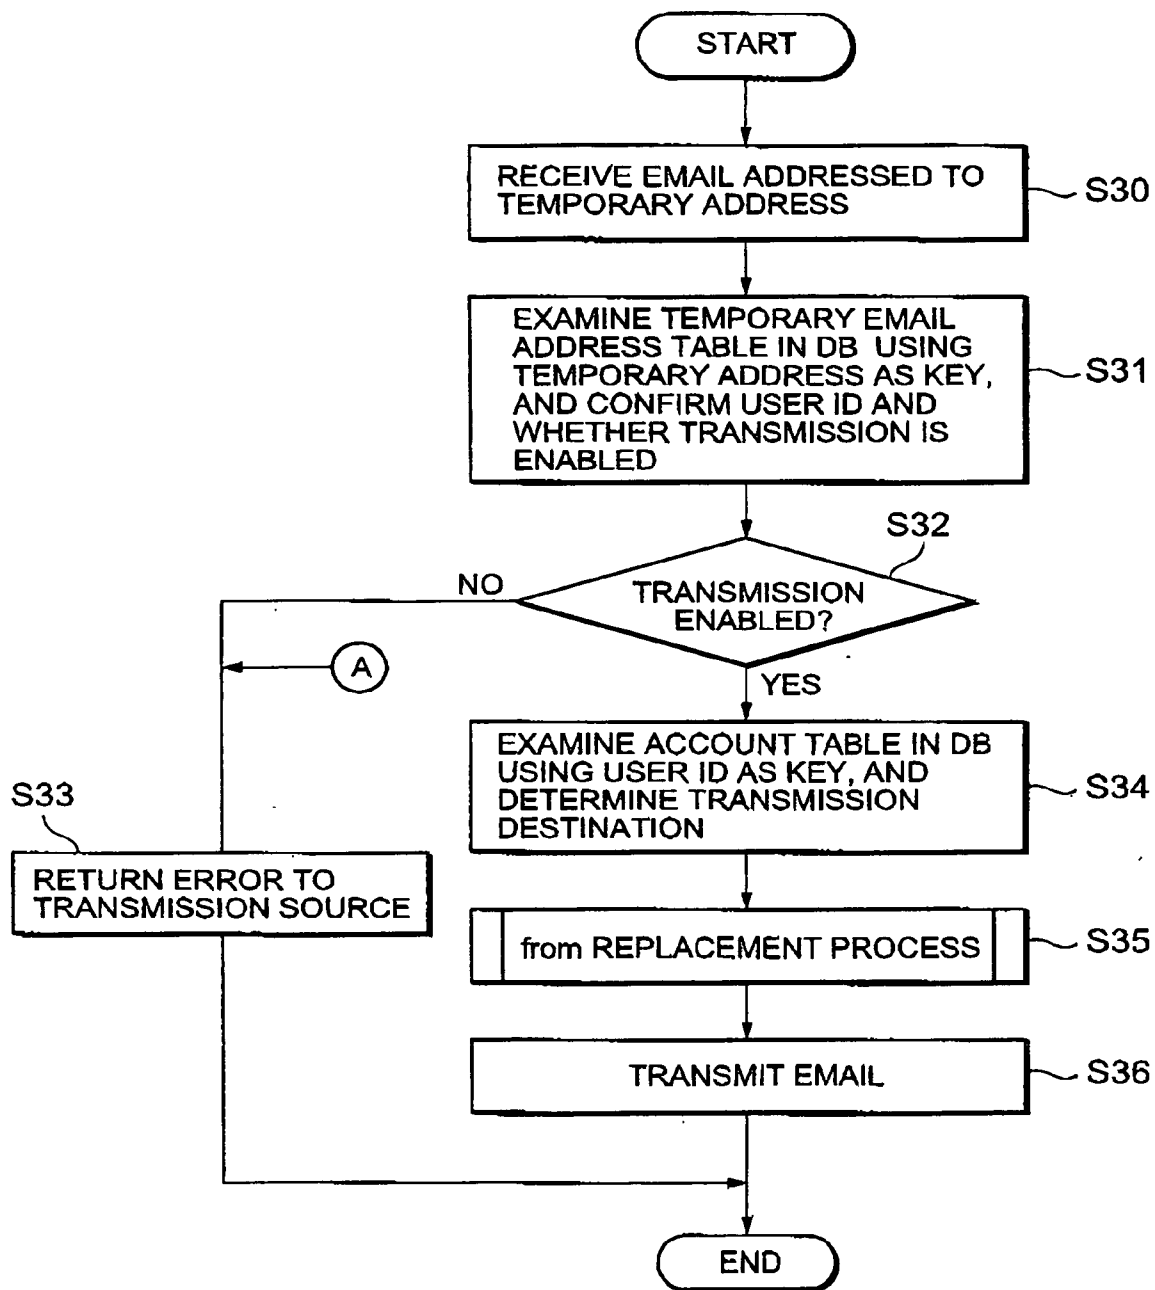 START
RECEIVE EMAIL ADDRESSED TO
TEMPORARY ADDRESS
S30
EXAMINE TEMPORARY EMAIL
ADDRESS TABLE IN DB USING
TEMPORARY ADDRESS AS KEY,
AND CONFIRM USER ID AND
WHETHER TRANSMISSION IS
ENABLED
S31
S32
NO
TRANSMISSION
ENABLED?
A
YES
EXAMINE ACCOUNT TABLE IN DB
USING USER ID AS KEY, AND
DETERMINE TRANSMISSION
DESTINATION
S34
S33
RETURN ERROR TO
TRANSMISSION SOURCE
from REPLACEMENT PROCESS
S35
TRANSMIT EMAIL
S36
END